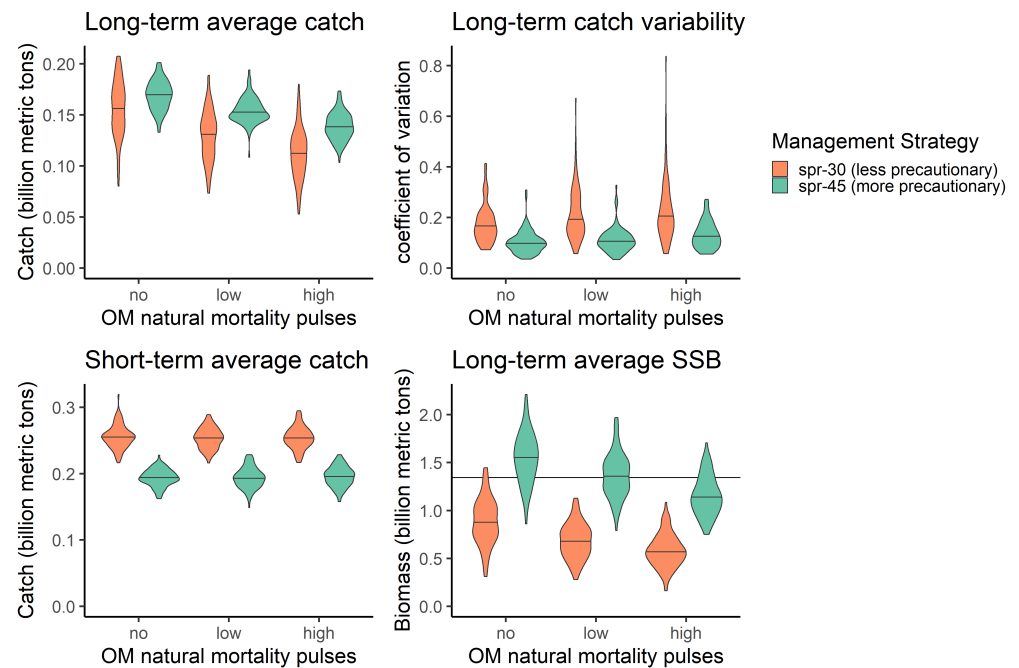 Long-term average catch
Catch (billion metric tons)
0.20
0.15
0.10
0.05
0.00
no low high
OM natural mortality pulses
Long-term catch variability
coefficient of variation
0.8
0.6
0.4
0.2
0.0
no low high
OM natural mortality pulses
Management Strategy
spr-30 (less precautionary)
spr-45 (more precautionary)
Short-term average catch
Catch (billion metric tons)
0.3
0.2
0.1
0.0
no low high
OM natural mortality pulses
Long-term average SSB
Biomass (billion metric tons)
2.0
1.5
1.0
0.5
0.0
no low high
OM natural mortality pulses